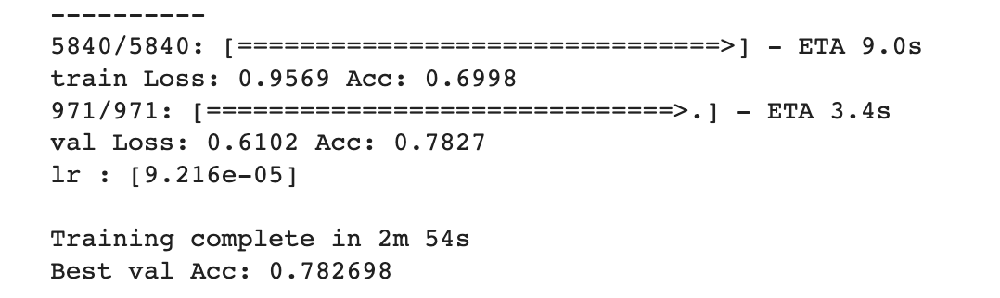 ----------
5840/5840: [===============================>] - ETA 9.0s
train Loss: 0.9569 Acc: 0.6998
971/971: [==============================>.] - ETA 3.4s
val Loss: 0.6102 Acc: 0.7827
lr : [9.216e-05]
Training complete in 2m 54s
Best val Acc: 0.782698